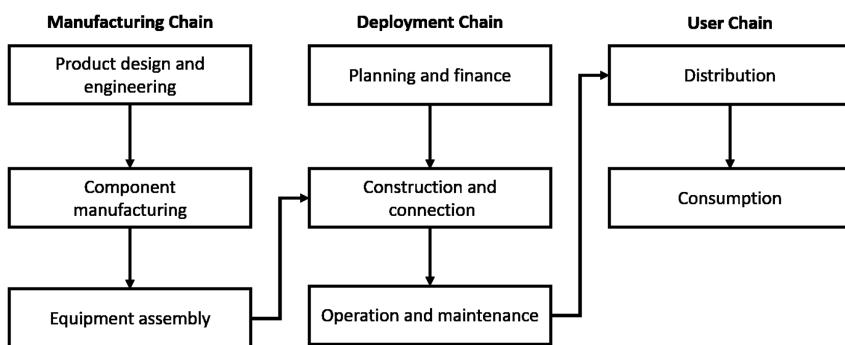 Manufacturing Chain
Product design and
engineering
Component
manufacturing
Equipment assembly
Deployment Chain
Planning and finance
Construction and
connection
Operation and maintenance
User Chain
Distribution
Consumption